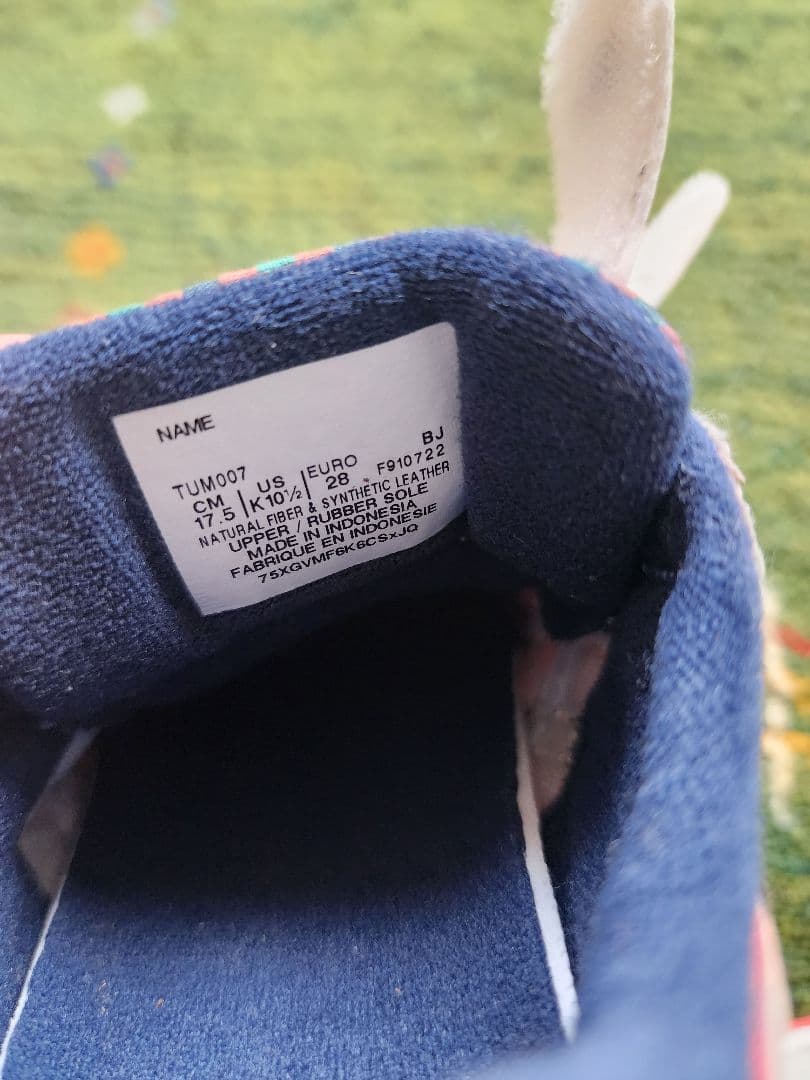 NAME
TUM007 BJ
CM US EURO F910722
17.5 K10½ 28
NATURAL FIBER & SYNTHETIC LEATHER
UPPER / RUBBER SOLE
MADE IN INDONESIA
FABRIQUE EN INDONESIE
75XGVMF6K6CSxJQ